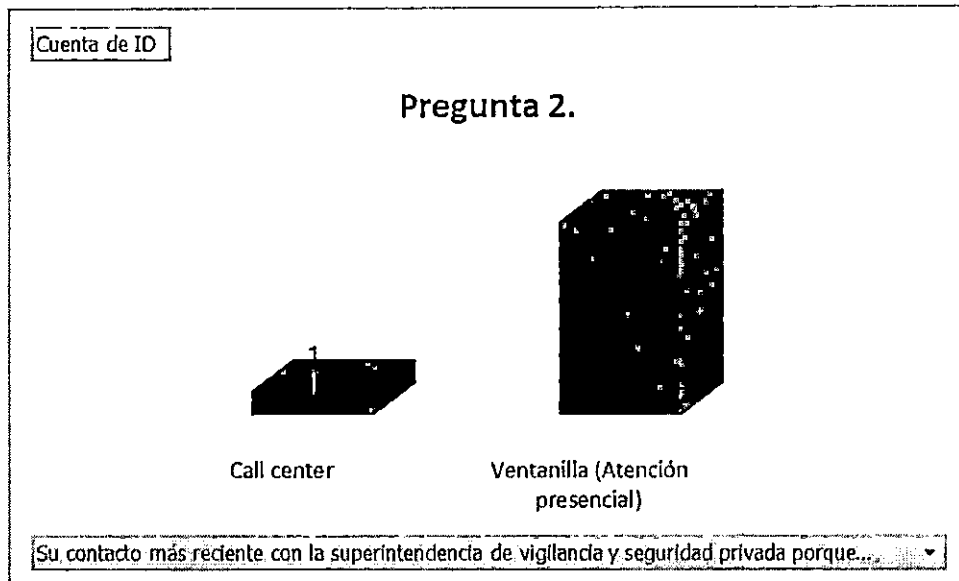 Cuenta de ID
Pregunta 2.
1
Call center
Ventanilla (Atención
presencial)
Su contacto más reciente con la superintendencia de vigilancia y seguridad privada porque...